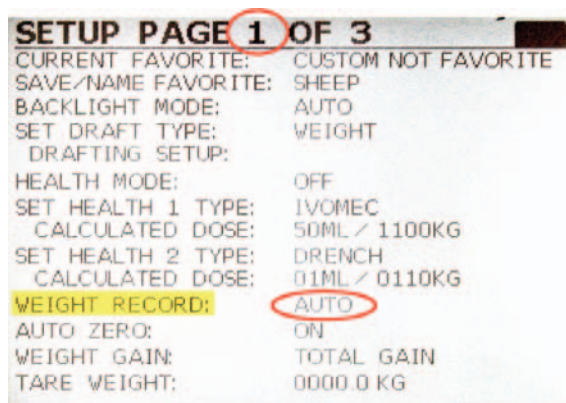 SETUP PAGE 1 OF 3
CURRENT FAVORITE: CUSTOM NOT FAVORITE
SAVE/NAME FAVORITE: SHEEP
BACKLIGHT MODE: AUTO
SET DRAFT TYPE: WEIGHT
DRAFTING SETUP:
HEALTH MODE: OFF
SET HEALTH 1 TYPE: IVOMEC
CALCULATED DOSE: 50ML / 1100KG
SET HEALTH 2 TYPE: DRENCH
CALCULATED DOSE: 01ML / 0110KG
WEIGHT RECORD: AUTO
AUTO ZERO: ON
WEIGHT GAIN: TOTAL GAIN
TARE WEIGHT: 0000.0 KG